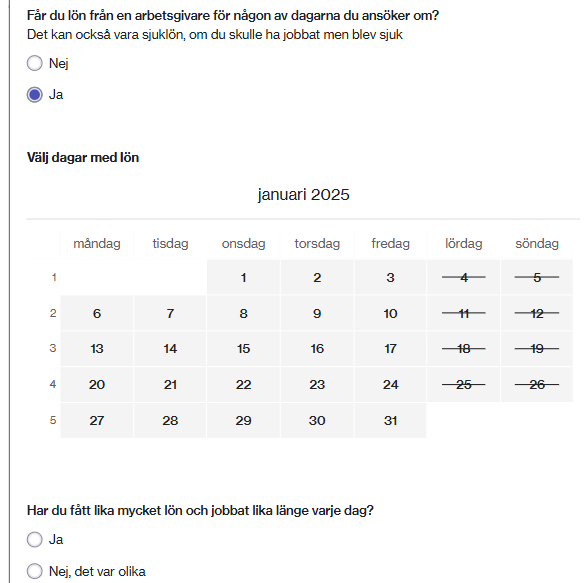 Får du lön från en arbetsgivare för någon av dagarna du ansöker om?
Det kan också vara sjuklön, om du skulle ha jobbat men blev sjuk
Nej
Ja
Välj dagar med lön
januari 2025
måndag tisdag onsdag torsdag fredag lördag söndag
1 1 2 3 4 5
2 6 7 8 9 10 11 12
3 13 14 15 16 17 18 19
4 20 21 22 23 24 25 26
5 27 28 29 30 31
Har du fått lika mycket lön och jobbat lika länge varje dag?
Ja
Nej, det var olika